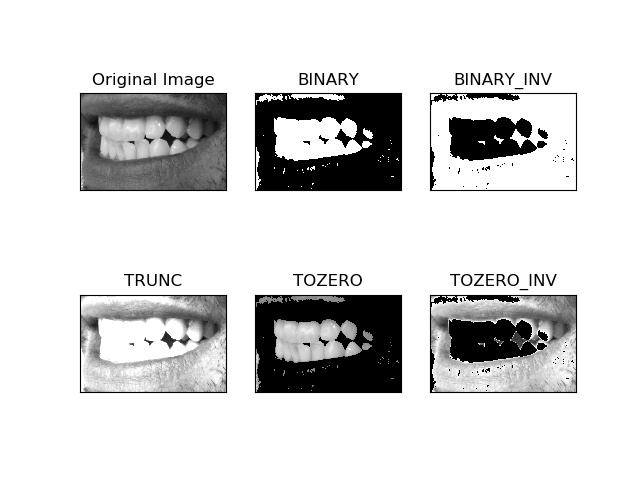 Original Image
BINARY
BINARY_INV
TRUNC
TOZERO
TOZERO_INV